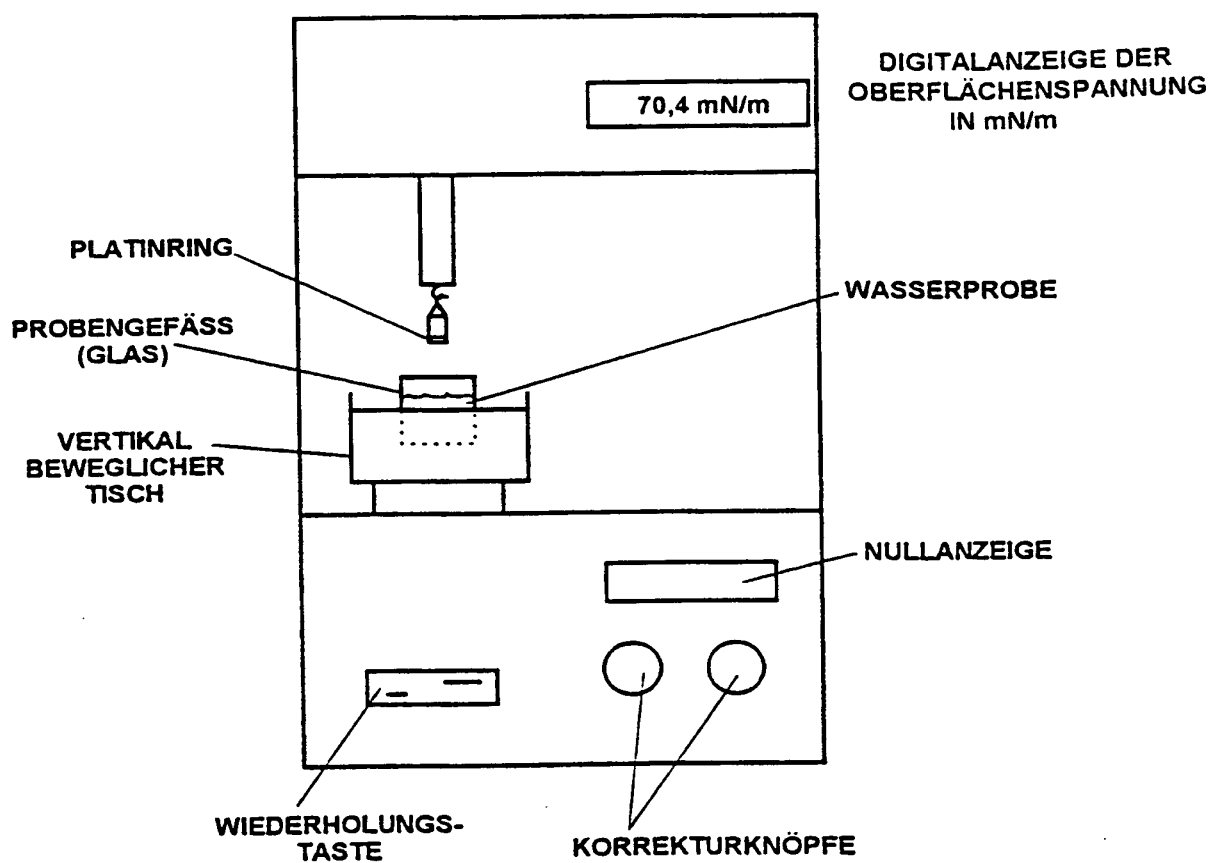 DIGITALANZEIGE DER
OBERFLÄCHENSPANNUNG
IN mN/m
70,4 mN/m
PLATINRING
WASSERPROBE
PROBENGEFÄSS
(GLAS)
VERTIKAL
BEWEGLICHER
TISCH
NULLANZEIGE
WIEDERHOLUNGS-
TASTE
KORREKTURKNÖPFE